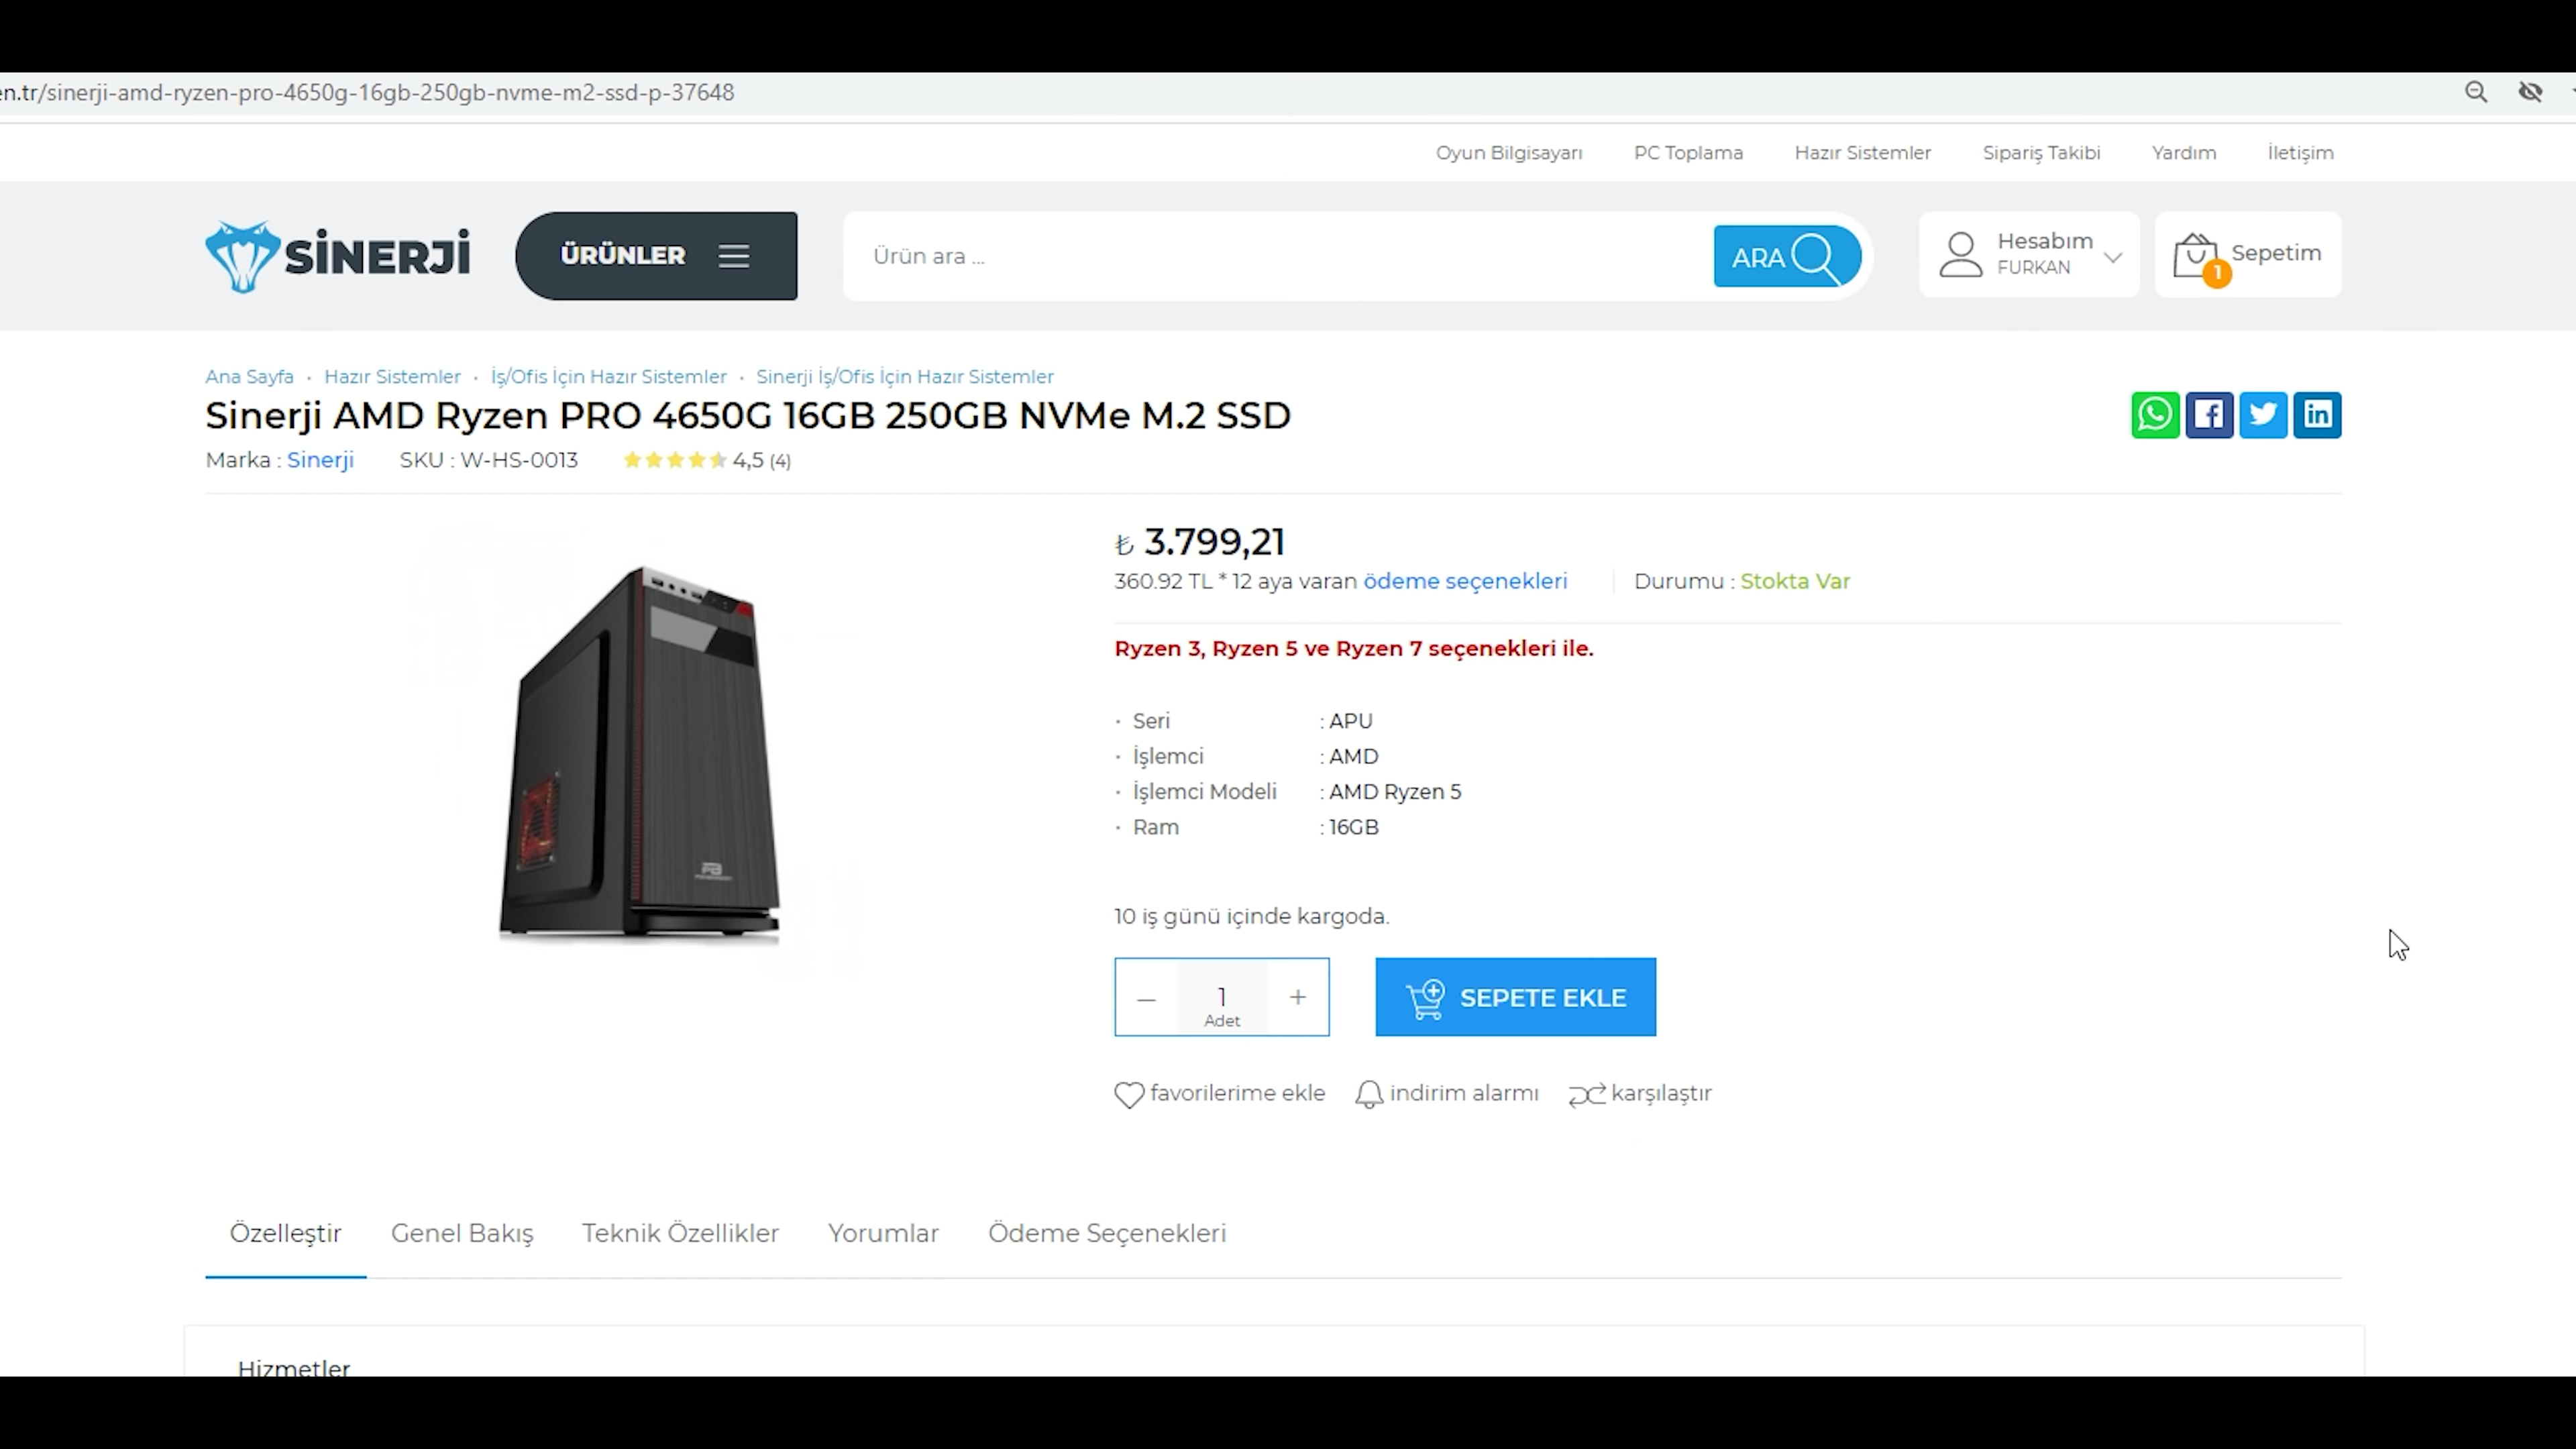 en.tr/sinerji-amd-ryzen-pro-4650g-16gb-250gb-nvme-m2-ssd-p-37648
Oyun Bilgisayarı PC Toplama Hazır Sistemler Sipariş Takibi Yardım İletişim
SİNERJİ ÜRÜNLER Ürün ara ... ARA Hesabım Sepetim
FURKAN 1
Ana Sayfa · Hazır Sistemler · İş/Ofis İçin Hazır Sistemler · Sinerji İş/Ofis İçin Hazır Sistemler
Sinerji AMD Ryzen PRO 4650G 16GB 250GB NVMe M.2 SSD
Marka : Sinerji SKU : W-HS-0013 4,5 (4)
₺ 3.799,21
360.92 TL * 12 aya varan ödeme seçenekleri Durumu : Stokta Var
Ryzen 3, Ryzen 5 ve Ryzen 7 seçenekleri ile.
· Seri : APU
· İşlemci : AMD
· İşlemci Modeli : AMD Ryzen 5
· Ram : 16GB
10 iş günü içinde kargoda.
– 1 + SEPETE EKLE
Adet
favorilerime ekle indirim alarmı karşılaştır
Özelleştir Genel Bakış Teknik Özellikler Yorumlar Ödeme Seçenekleri
Hizmetler